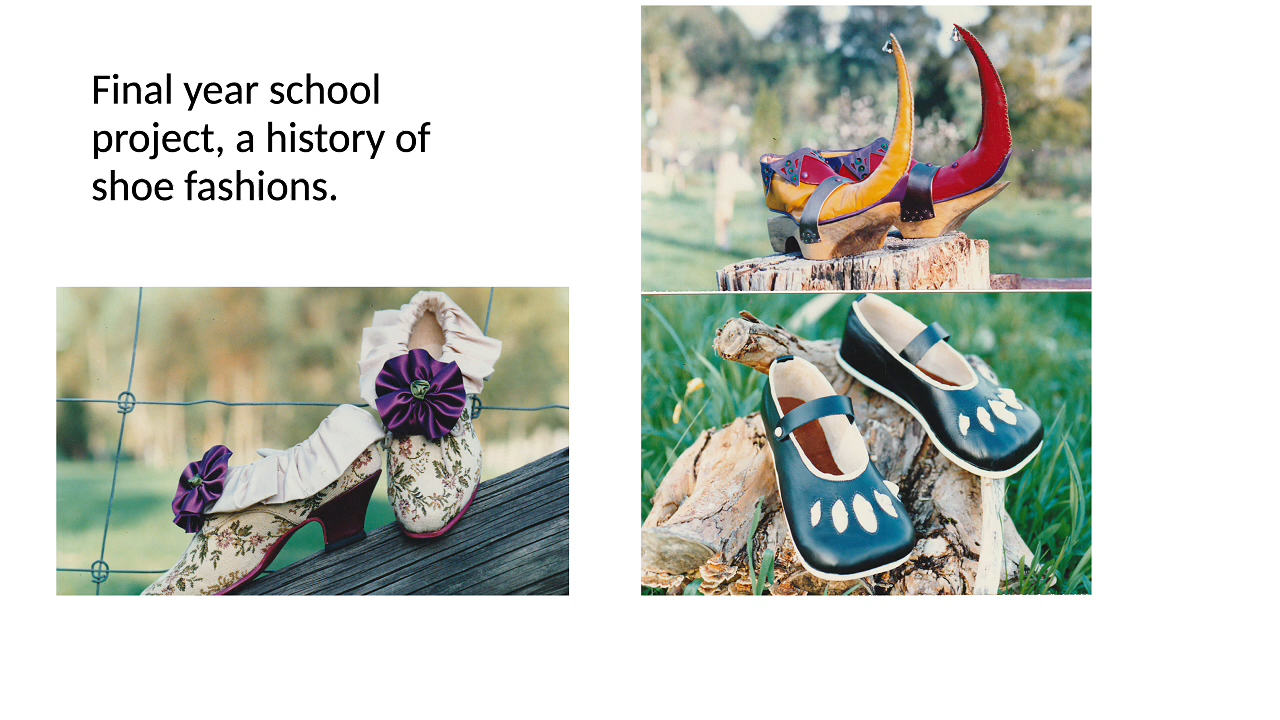 Final year school
project, a history of
shoe fashions.